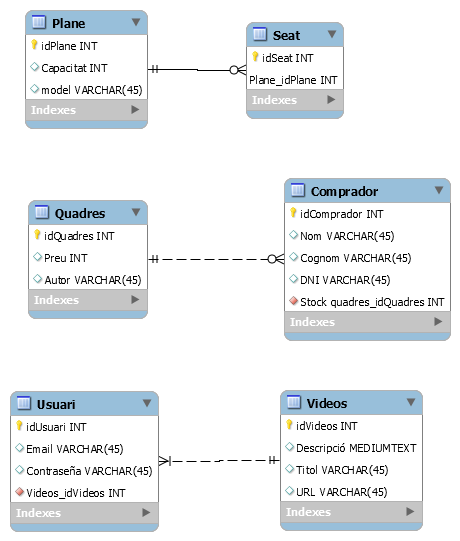 Plane
idPlane INT
Capacitat INT
model VARCHAR(45)
Indexes
Seat
idSeat INT
Plane_idPlane INT
Indexes
Quadres
idQuadres INT
Preu INT
Autor VARCHAR(45)
Indexes
Comprador
idComprador INT
Nom VARCHAR(45)
Cognom VARCHAR(45)
DNI VARCHAR(45)
Stock quadres_idQuadres INT
Indexes
Usuari
idUsuari INT
Email VARCHAR(45)
Contraseña VARCHAR(45)
Videos_idVideos INT
Indexes
Videos
idVideos INT
Descripció MEDIUMTEXT
Titol VARCHAR(45)
URL VARCHAR(45)
Indexes